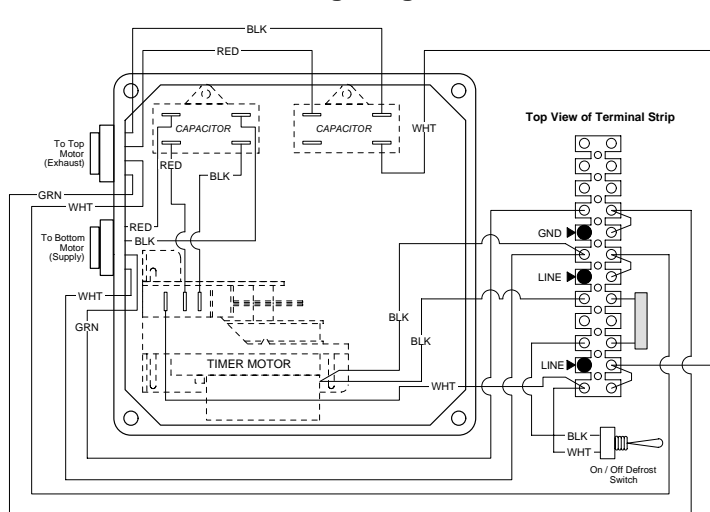 BLK
RED
CAPACITOR
CAPACITOR
WHT
Top View of Terminal Strip
To Top
Motor
(Exhaust)
RED
BLK
GRN
WHT
RED
BLK
GND
To Bottom
Motor
(Supply)
LINE
WHT
GRN
BLK
BLK
TIMER MOTOR
LINE
WHT
BLK
WHT
On / Off Defrost
Switch